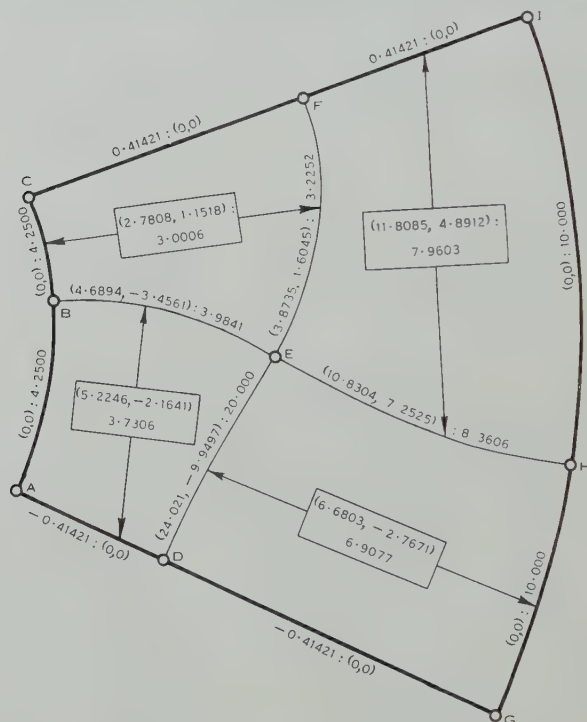 I
0·41421:(0,0)
F
0·41421:(0,0)
C
(2·7808, 1·1518):
3·0006
3·2252
(3·8735, 1·6045):
(11·8085, 4·8912):
7·9603
(0,0): 10·000
(0,0): 4·2500
B
(4·6894,-3·4561): 3·9841
E
(10·8304, 7·2525): 8·3606
H
(5·2246,-2·1641)
3·7306
(0,0): 4·2500
(24·021, -9·9497): 20·000
(6·6803, -2·7671)
6·9077
A
-0·41421:(0,0)
D
(0,0): 10·000
-0·41421:(0,0)
G